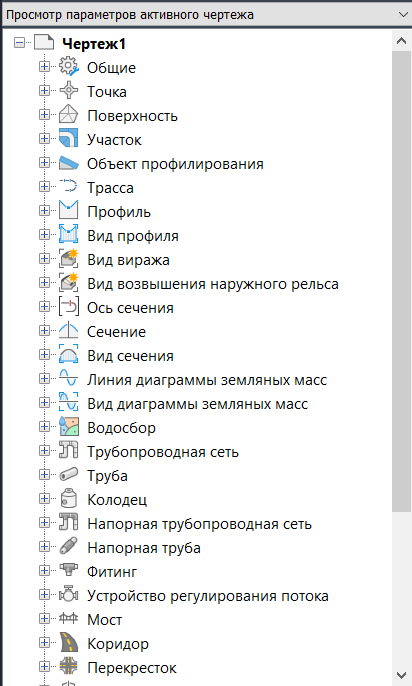 Просмотр параметров активного чертежа
Чертеж1
Общие
Точка
Поверхность
Участок
Объект профилирования
Трасса
Профиль
Вид профиля
Вид виража
Вид возвышения наружного рельса
Ось сечения
Сечение
Вид сечения
Линия диаграммы земляных масс
Вид диаграммы земляных масс
Водосбор
Трубопроводная сеть
Труба
Колодец
Напорная трубопроводная сеть
Напорная труба
Фитинг
Устройство регулирования потока
Мост
Коридор
Перекресток